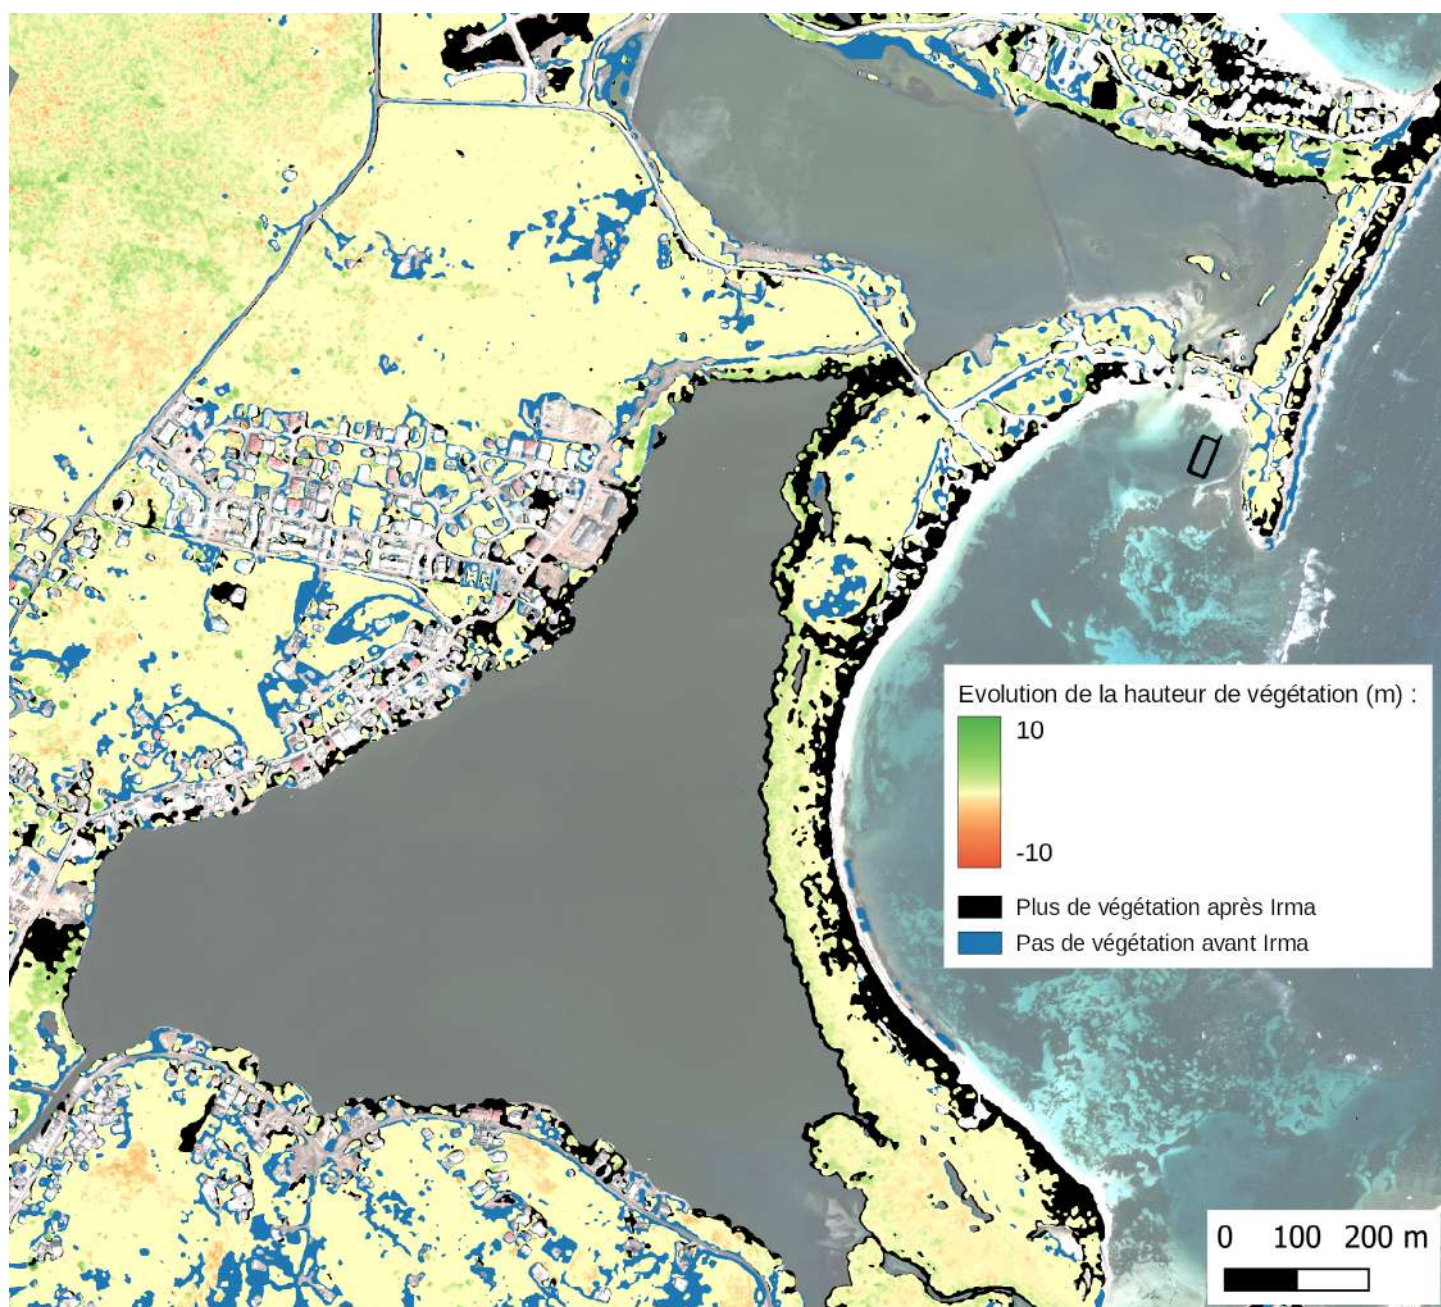 Evolution de la hauteur de végétation (m) :
10
-10
Plus de végétation après Irma
Pas de végétation avant Irma
0 100 200 m